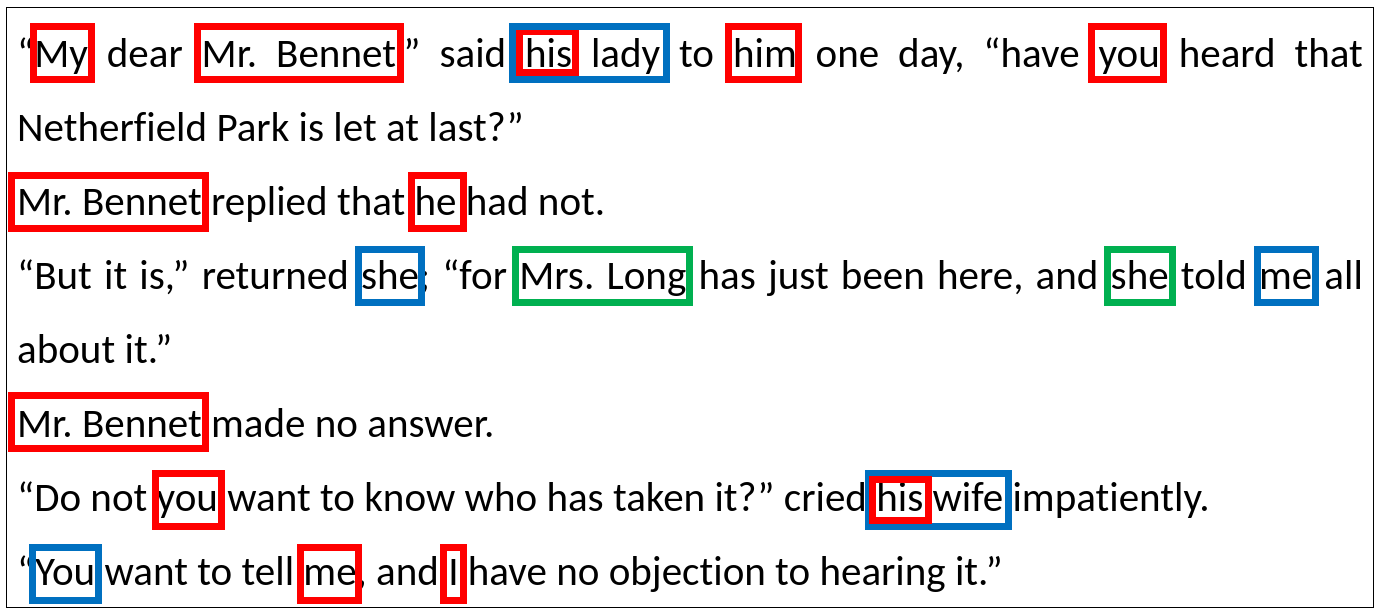 “My dear Mr. Bennet” said his lady to him one day, “have you heard that
Netherfield Park is let at last?”
Mr. Bennet replied that he had not.
“But it is,” returned she; “for Mrs. Long has just been here, and she told me all
about it.”
Mr. Bennet made no answer.
“Do not you want to know who has taken it?” cried his wife impatiently.
“You want to tell me, and I have no objection to hearing it.”